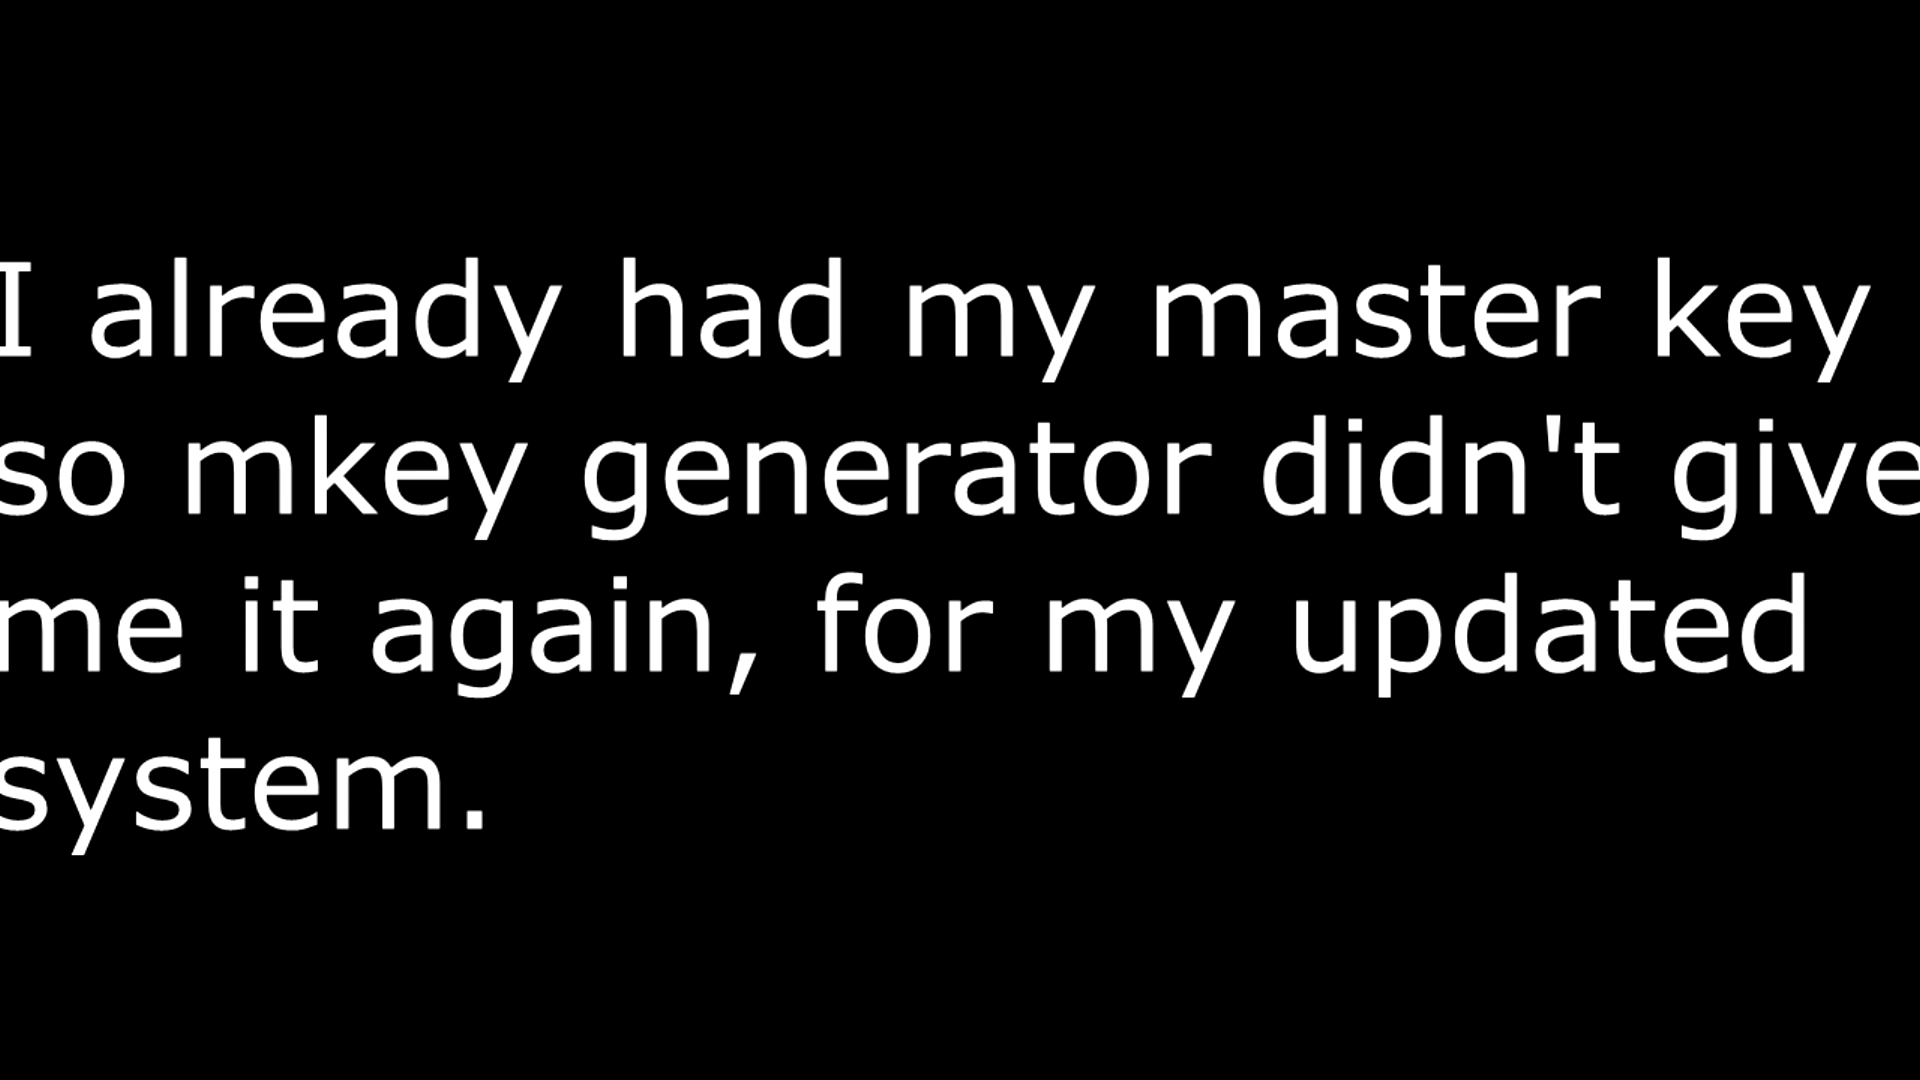 I already had my master key
so mkey generator didn't give
me it again, for my updated
system.